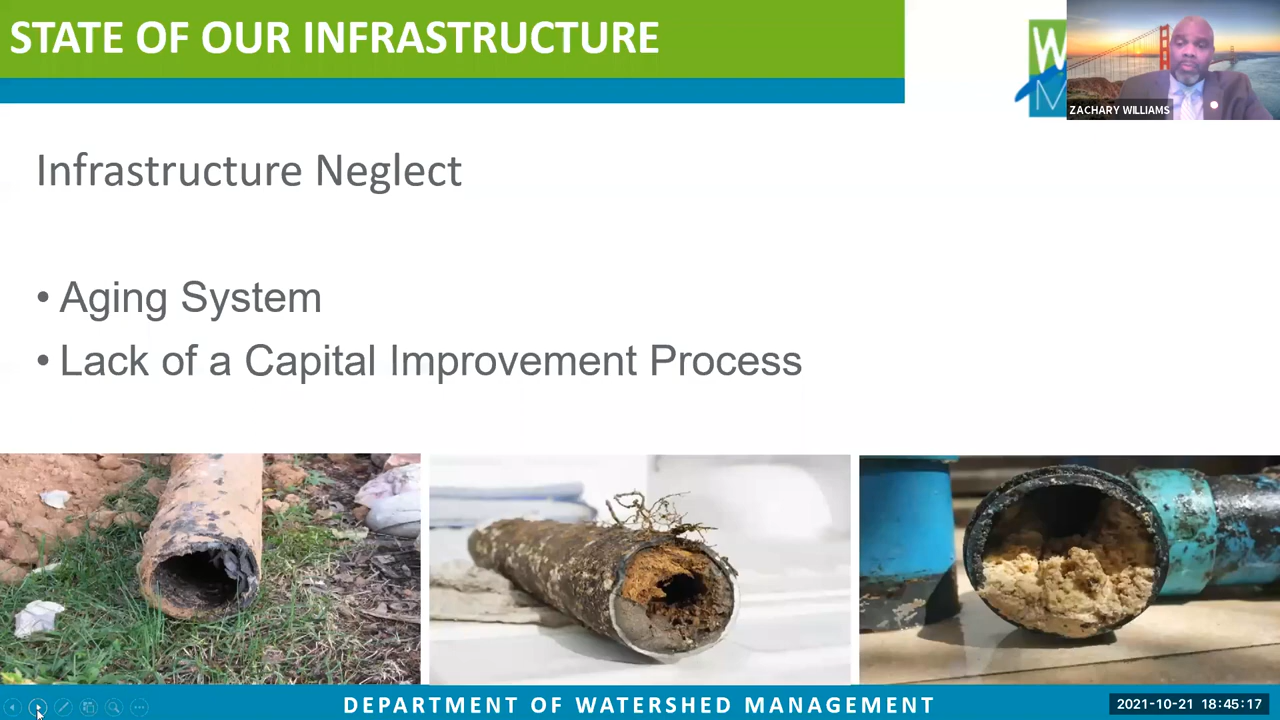 STATE OF OUR INFRASTRUCTURE
W
M
ZACHARY WILLIAMS
Infrastructure Neglect
• Aging System
• Lack of a Capital Improvement Process
DEPARTMENT OF WATERSHED MANAGEMENT
2021-10-21 18:45:17